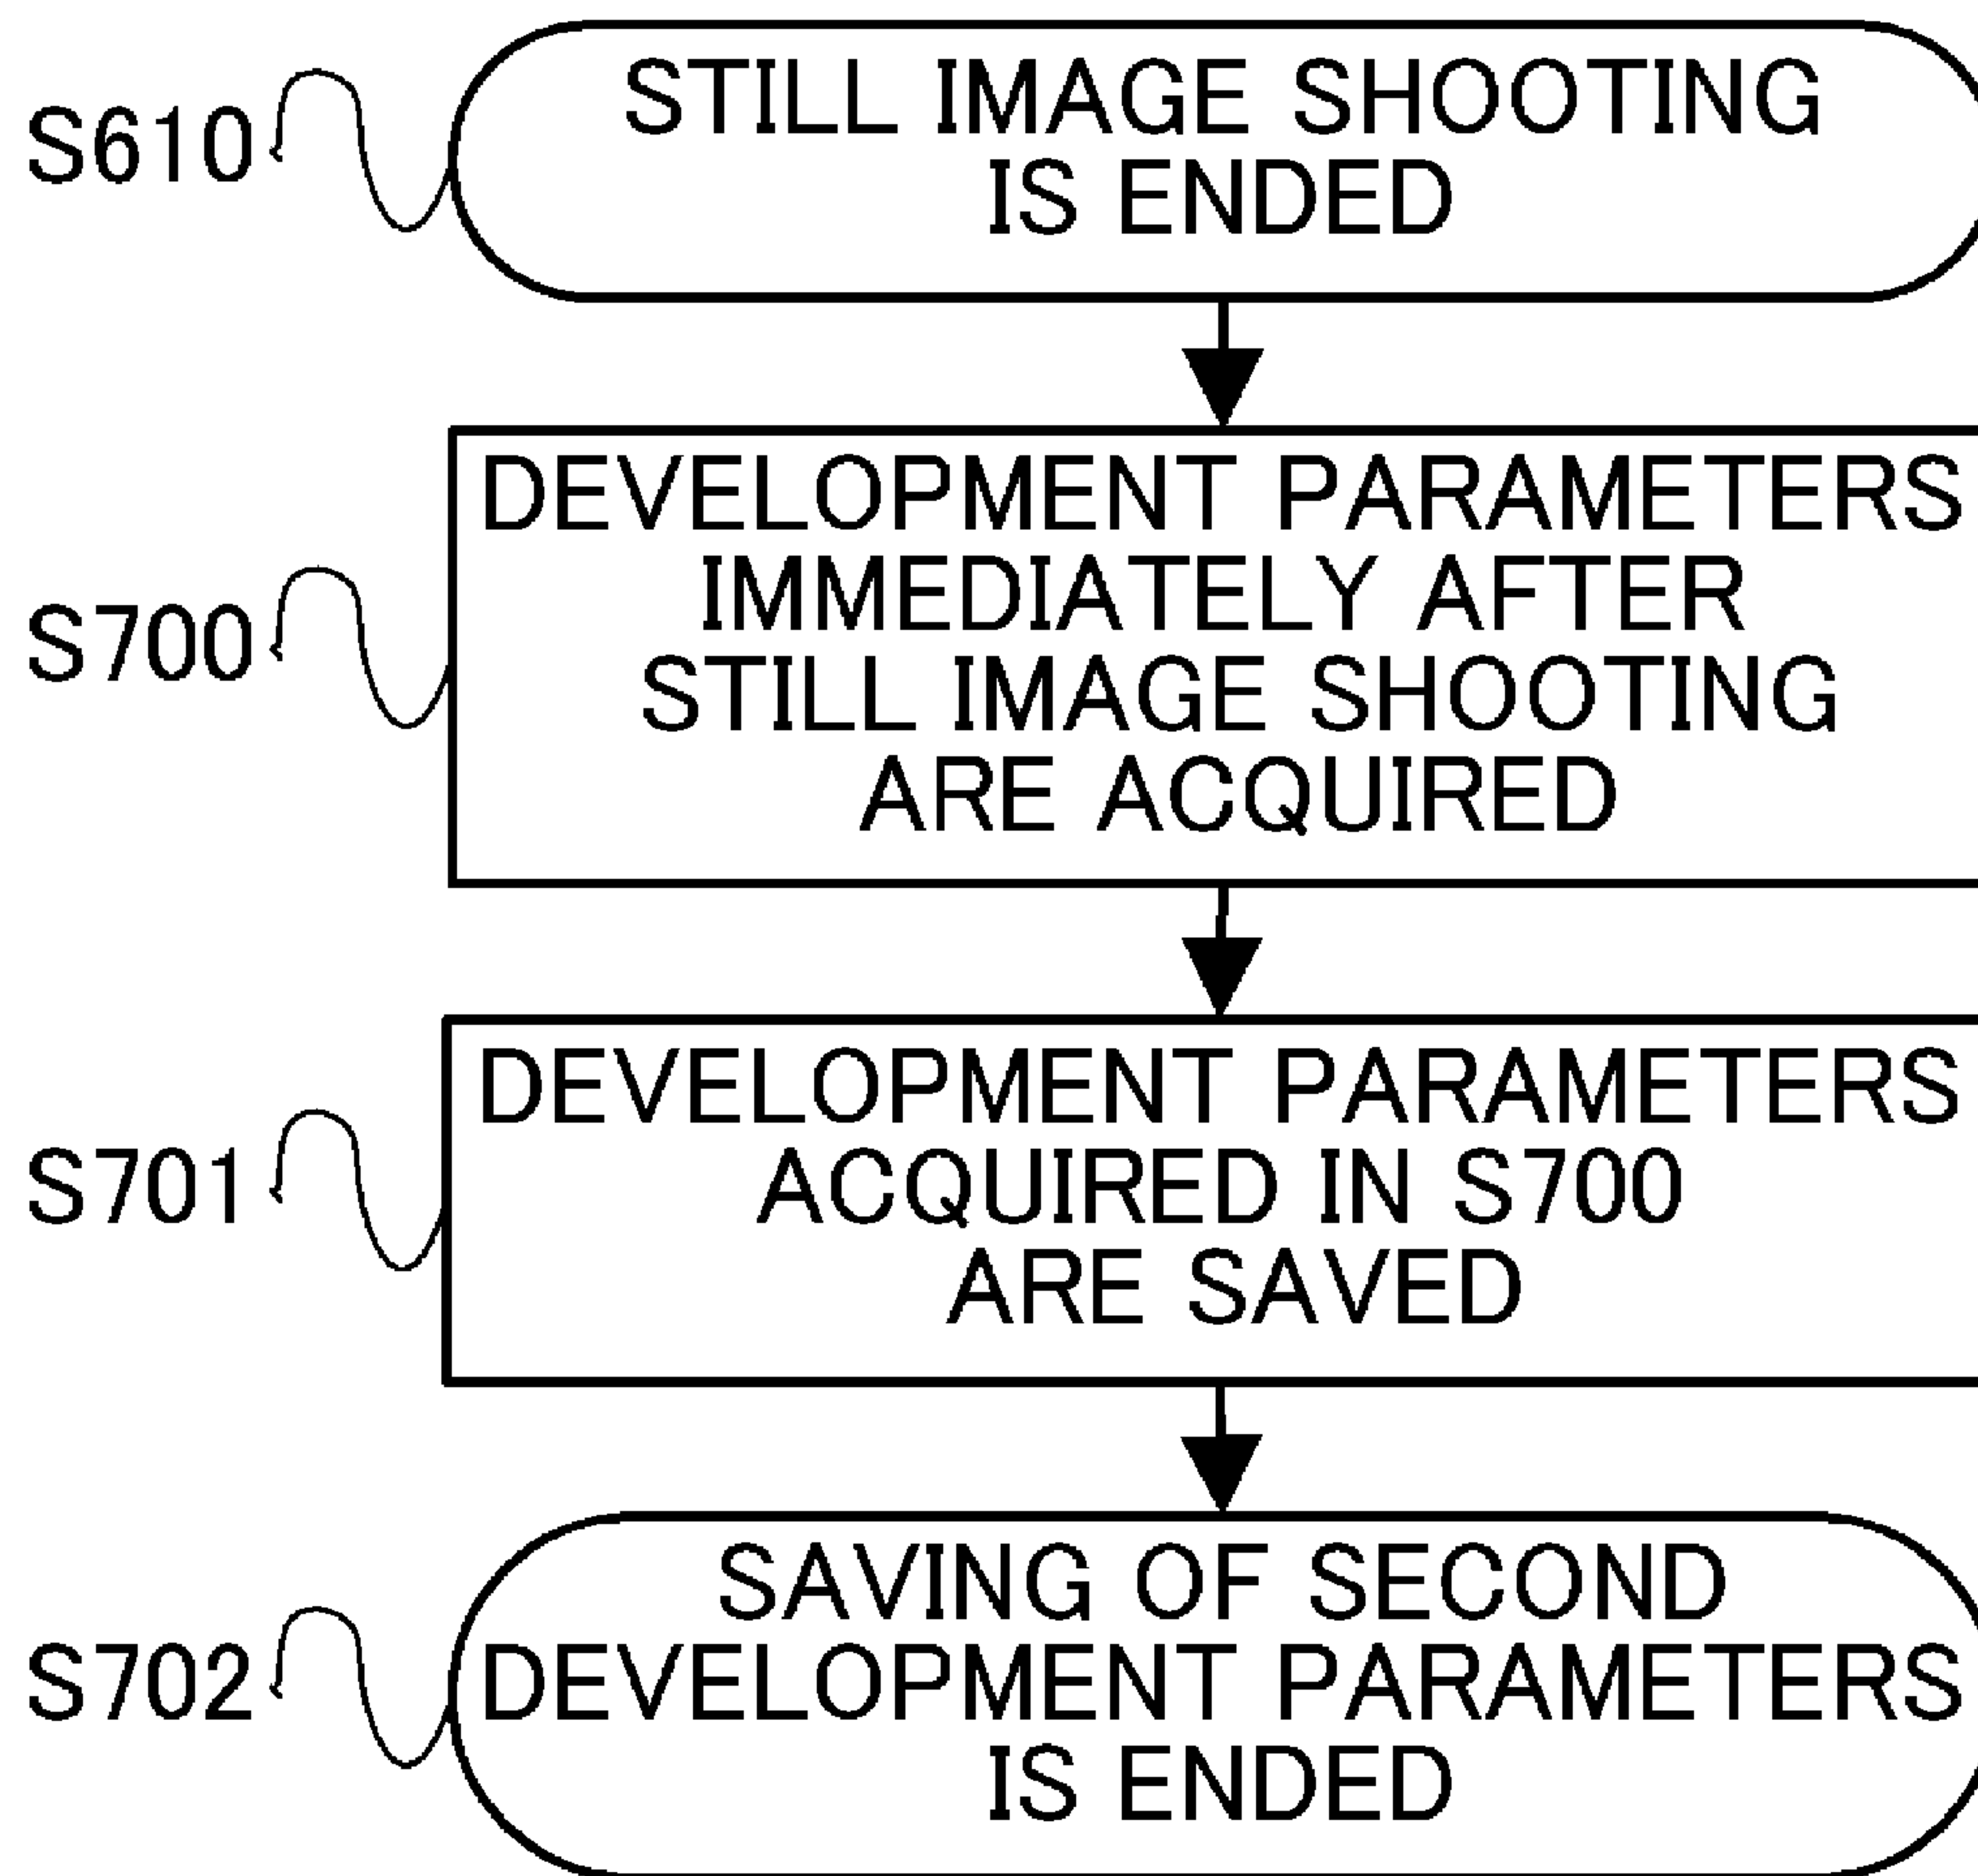 S610
STILL IMAGE SHOOTING
IS ENDED
S700
DEVELOPMENT PARAMETERS
IMMEDIATELY AFTER
STILL IMAGE SHOOTING
ARE ACQUIRED
S701
DEVELOPMENT PARAMETERS
ACQUIRED IN S700
ARE SAVED
S702
SAVING OF SECOND
DEVELOPMENT PARAMETERS
IS ENDED